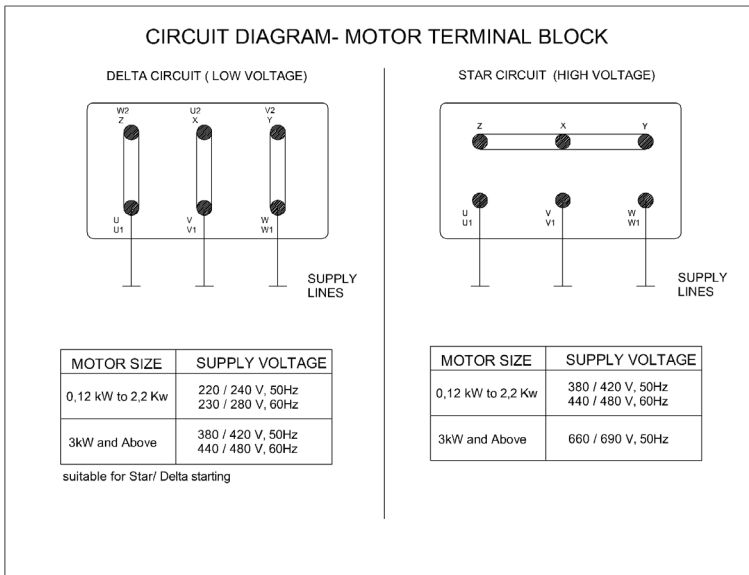 CIRCUIT DIAGRAM- MOTOR TERMINAL BLOCK
DELTA CIRCUIT ( LOW VOLTAGE)
W2 U2 V2
Z X Y
U V W
U1 V1 W1
SUPPLY
LINES
MOTOR SIZE SUPPLY VOLTAGE
0,12 kW to 2,2 Kw 220 / 240 V, 50Hz
230 / 280 V, 60Hz
3kW and Above 380 / 420 V, 50Hz
440 / 480 V, 60Hz
suitable for Star/ Delta starting
STAR CIRCUIT (HIGH VOLTAGE)
Z X Y
U V W
U1 V1 W1
SUPPLY
LINES
MOTOR SIZE SUPPLY VOLTAGE
0,12 kW to 2,2 Kw 380 / 420 V, 50Hz
440 / 480 V, 60Hz
3kW and Above 660 / 690 V, 50Hz